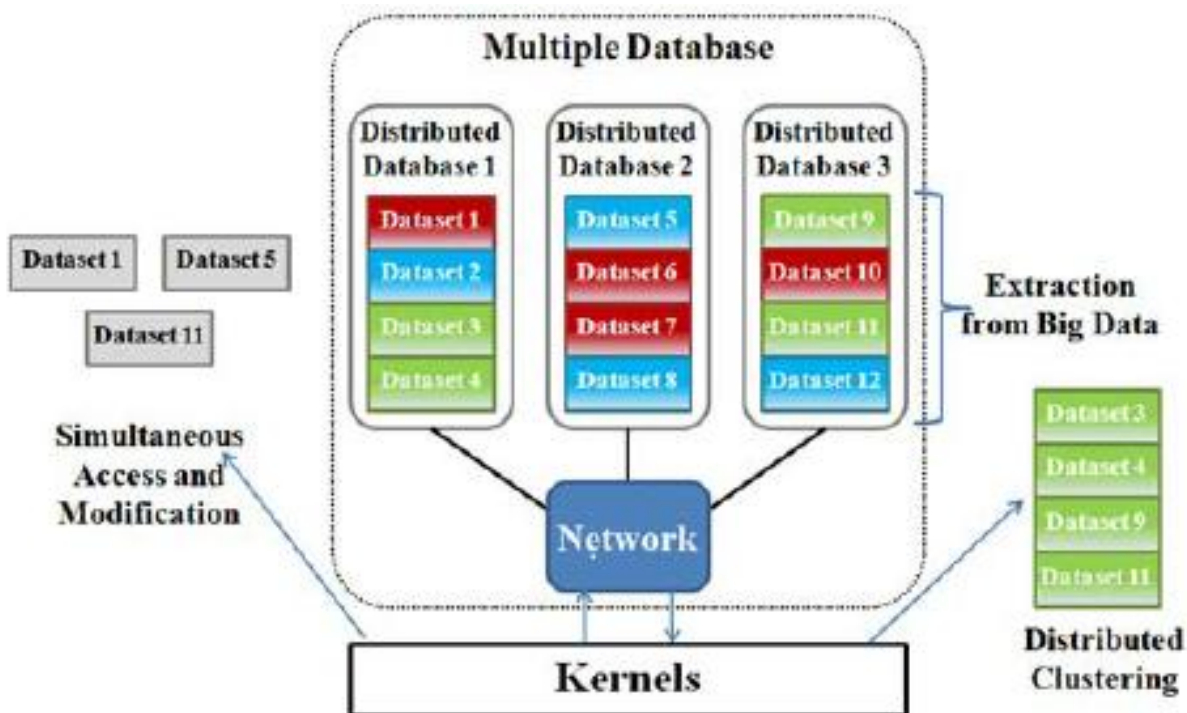 Multiple Database
Distributed
Database 1
Dataset 1
Dataset 2
Dataset 3
Dataset 4
Distributed
Database 2
Dataset 5
Dataset 6
Dataset 7
Dataset 8
Distributed
Database 3
Dataset 9
Dataset 10
Dataset 11
Dataset 12
Dataset 1
Dataset 5
Dataset 11
Simultaneous
Access and
Modification
Extraction
from Big Data
Network
Dataset 3
Dataset 4
Dataset 9
Dataset 11
Distributed
Clustering
Kernels